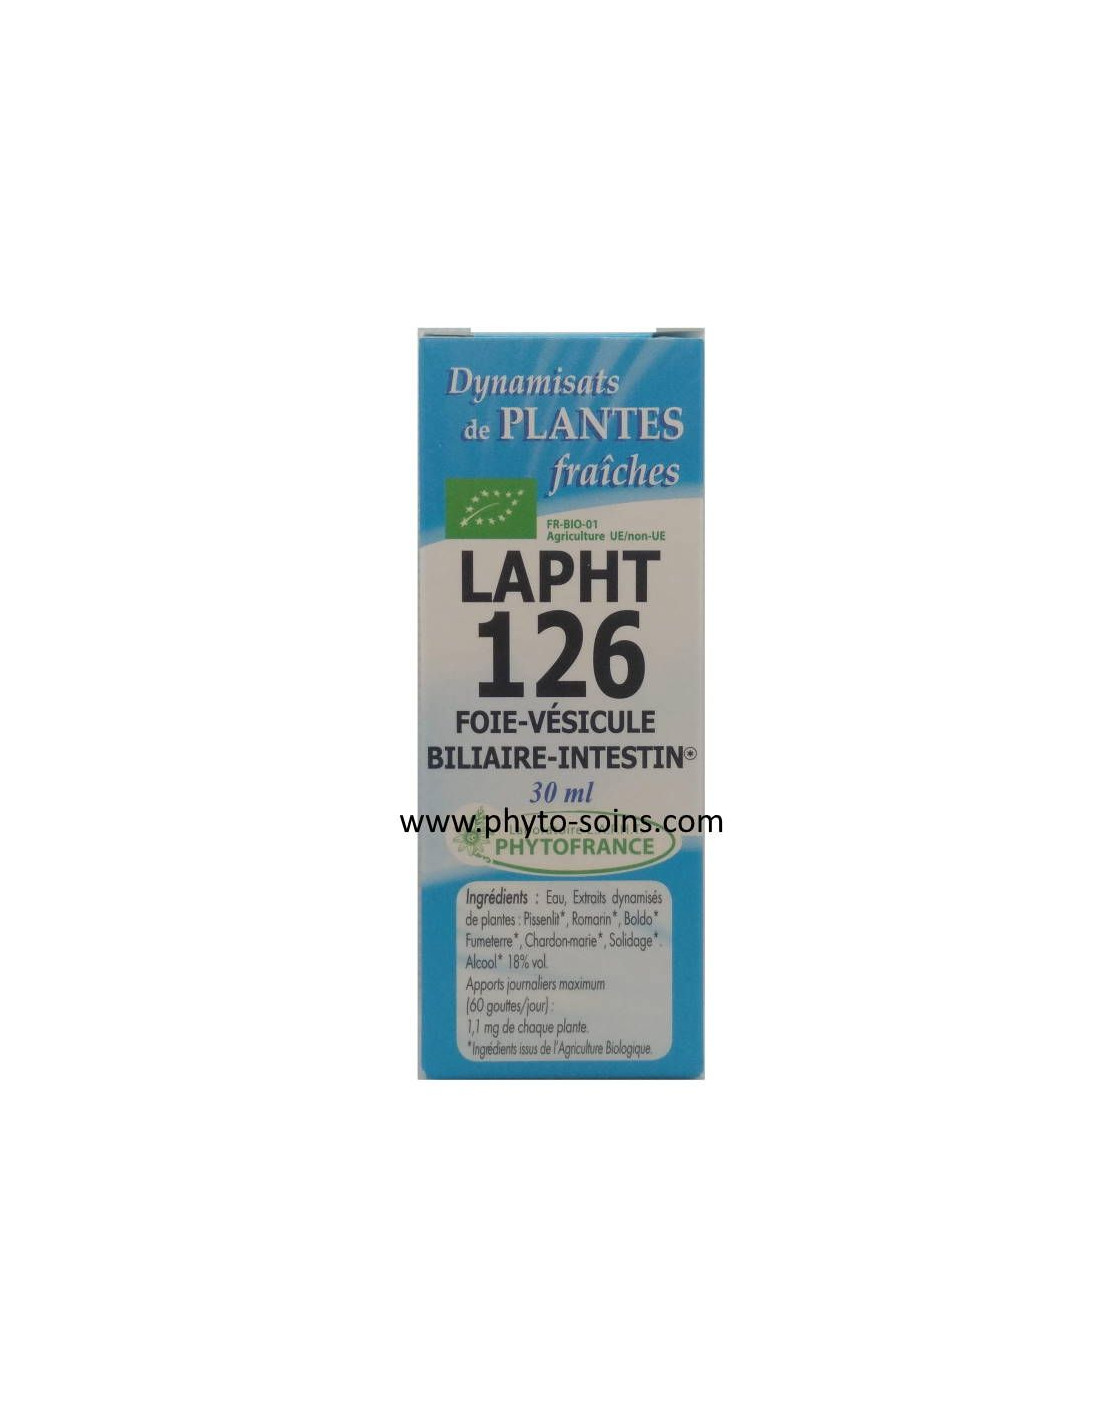 Dynamisats
de PLANTES
fraîches
FR-BIO-01
Agriculture UE/non-UE
LAPHT
126
FOIE-VÉSICULE
BILIAIRE-INTESTIN
30 ml
www.phyto-soins.com
PHYTOFRANCE
Ingrédients : Eau, Extraits dynamisés
de plantes : Pissenlit*, Romarin*, Boldo*
Fumeterre*, Chardon-marie*, Solidage*.
Alcool* 18% vol.
Apports journaliers maximum
(60 gouttes/jour) :
1,1 mg de chaque plante.
*Ingrédients issus de l'Agriculture Biologique.